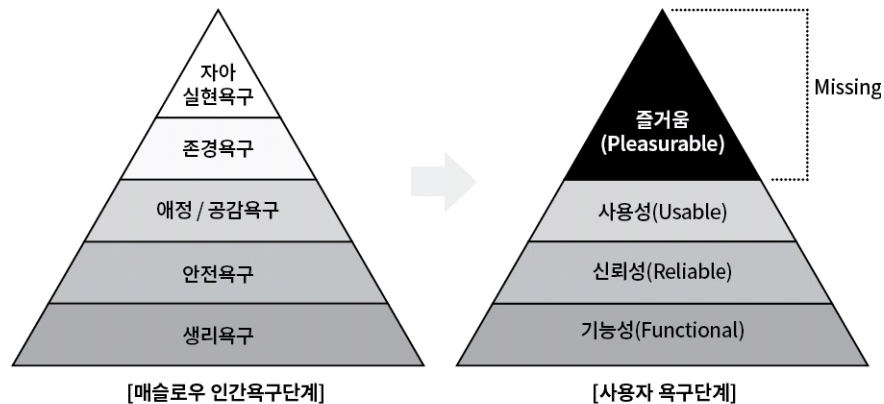 자아
실현욕구
존경욕구
애정 / 공감욕구
안전욕구
생리욕구
[매슬로우 인간욕구단계]
즐거움
(Pleasurable)
Missing
사용성(Usable)
신뢰성(Reliable)
기능성(Functional)
[사용자 욕구단계]